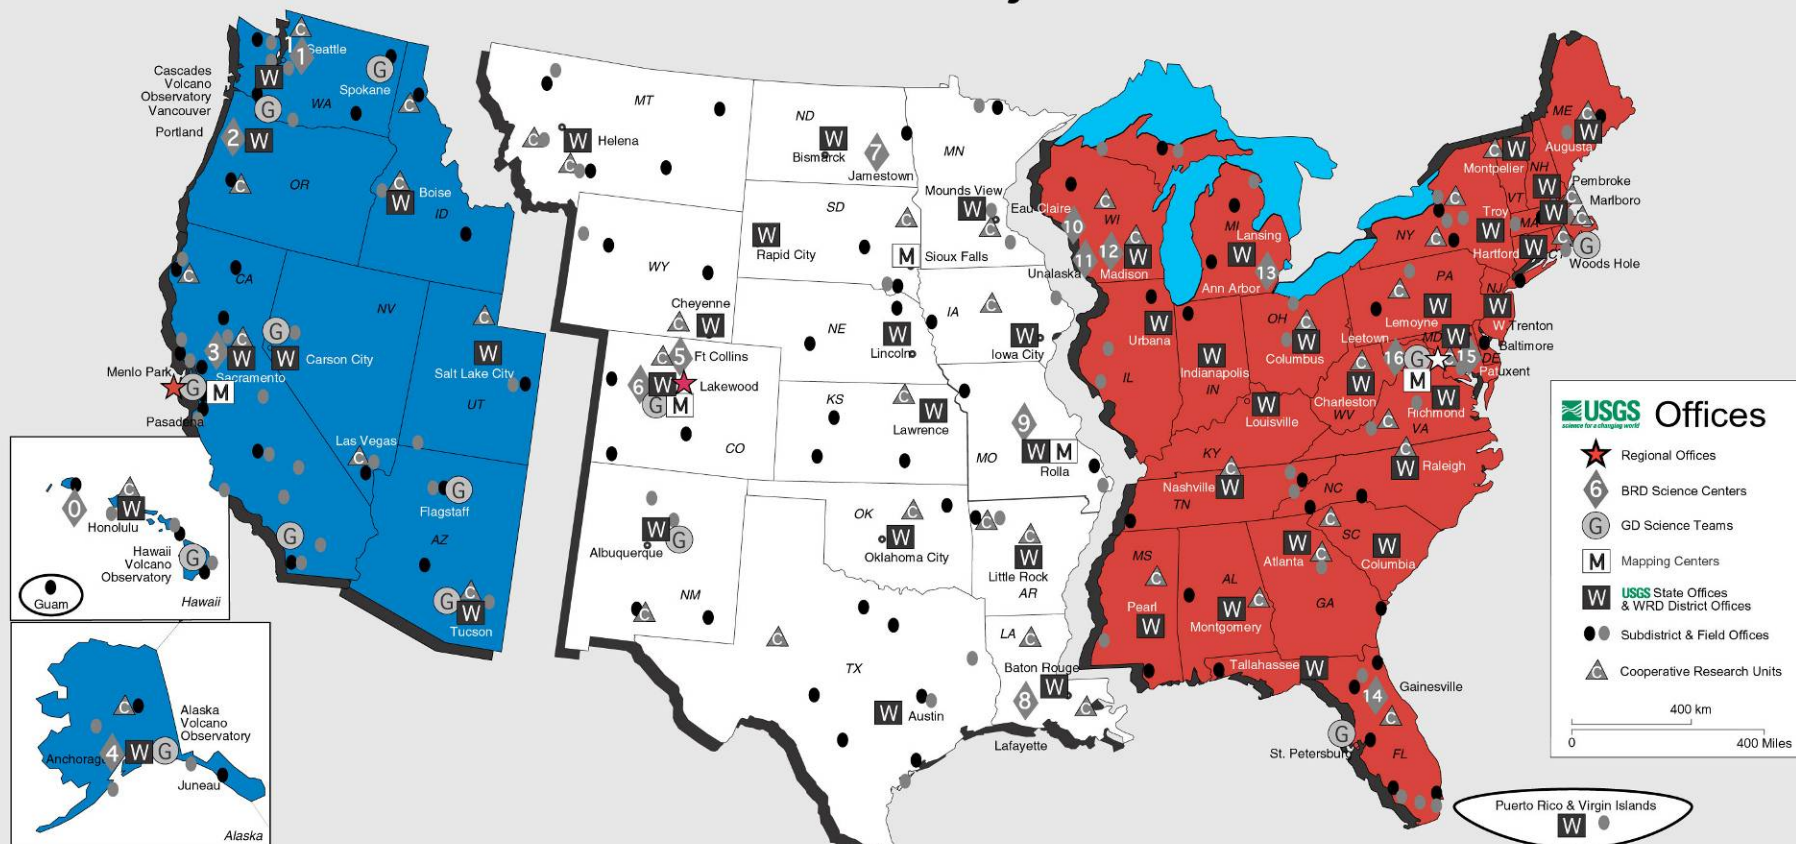 Seattle
Cascades
Volcano
Observatory
Vancouver
Spokane
WA
Portland
OR
Boise
ID
CA
NV
Carson City
Sacramento
Menlo Park
Pasadena
Salt Lake City
UT
Las Vegas
Flagstaff
AZ
Tucson
Honolulu
Hawaii
Volcano
Observatory
Guam
Hawaii
Alaska
Volcano
Observatory
Anchorage
Juneau
Alaska
MT
Helena
ND
Bismarck
Jamestown
MN
Mounds View
SD
Rapid City
Sioux Falls
WY
Cheyenne
NE
Lincoln
IA
Iowa City
Ft Collins
Lakewood
CO
KS
Lawrence
MO
Rolla
Albuquerque
NM
OK
Oklahoma City
Little Rock
AR
TX
Austin
LA
Baton Rouge
Lafayette
Eau Claire
WI
Unalaska
Madison
MI
Lansing
Ann Arbor
Urbana
IL
Indianapolis
IN
OH
Columbus
Louisville
KY
Nashville
TN
MS
Pearl
AL
Montgomery
Atlanta
GA
SC
Columbia
NC
Raleigh
Tallahassee
Gainesville
St. Petersburg
FL
ME
Augusta
Montpelier
NH
VT
Pembroke
Marlboro
MA
Troy
NY
Hartford
CT
Woods Hole
PA
Lemoyne
NJ
Trenton
MD
Baltimore
DE
Patuxent
Leetown
Charleston
WV
Richmond
VA
USGS Offices
science for a changing world
Regional Offices
6 BRD Science Centers
G GD Science Teams
M Mapping Centers
W USGS State Offices
& WRD District Offices
Subdistrict & Field Offices
C Cooperative Research Units
400 km
0 400 Miles
Puerto Rico & Virgin Islands
W